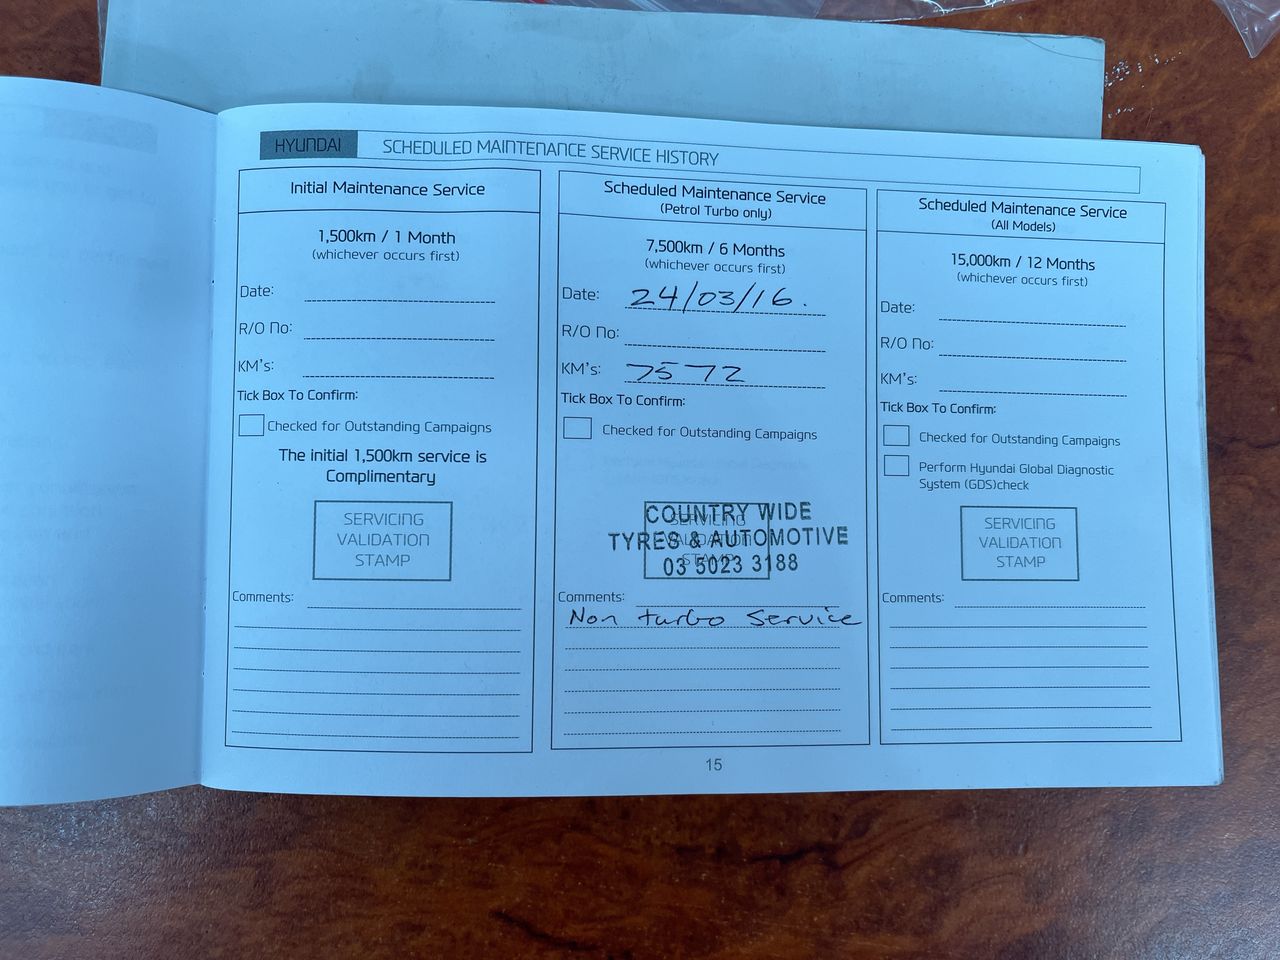 HYUNDAI SCHEDULED MAINTENANCE SERVICE HISTORY
Initial Maintenance Service
1,500km / 1 Month
(whichever occurs first)
Date:
R/O No:
KM's:
Tick Box To Confirm:
Checked for Outstanding Campaigns
The initial 1,500km service is
Complimentary
SERVICING
VALIDATION
STAMP
Comments:
Scheduled Maintenance Service
(Petrol Turbo only)
7,500km / 6 Months
(whichever occurs first)
Date: 24/03/16.
R/O No:
KM's: 7572
Tick Box To Confirm:
Checked for Outstanding Campaigns
SERVICING
VALIDATION
STAMP
COUNTRY WIDE
TYRES & AUTOMOTIVE
03 5023 3188
Comments:
Non turbo Service
Scheduled Maintenance Service
(All Models)
15,000km / 12 Months
(whichever occurs first)
Date:
R/O No:
KM's:
Tick Box To Confirm:
Checked for Outstanding Campaigns
Perform Hyundai Global Diagnostic
System (GDS)check
SERVICING
VALIDATION
STAMP
Comments:
15